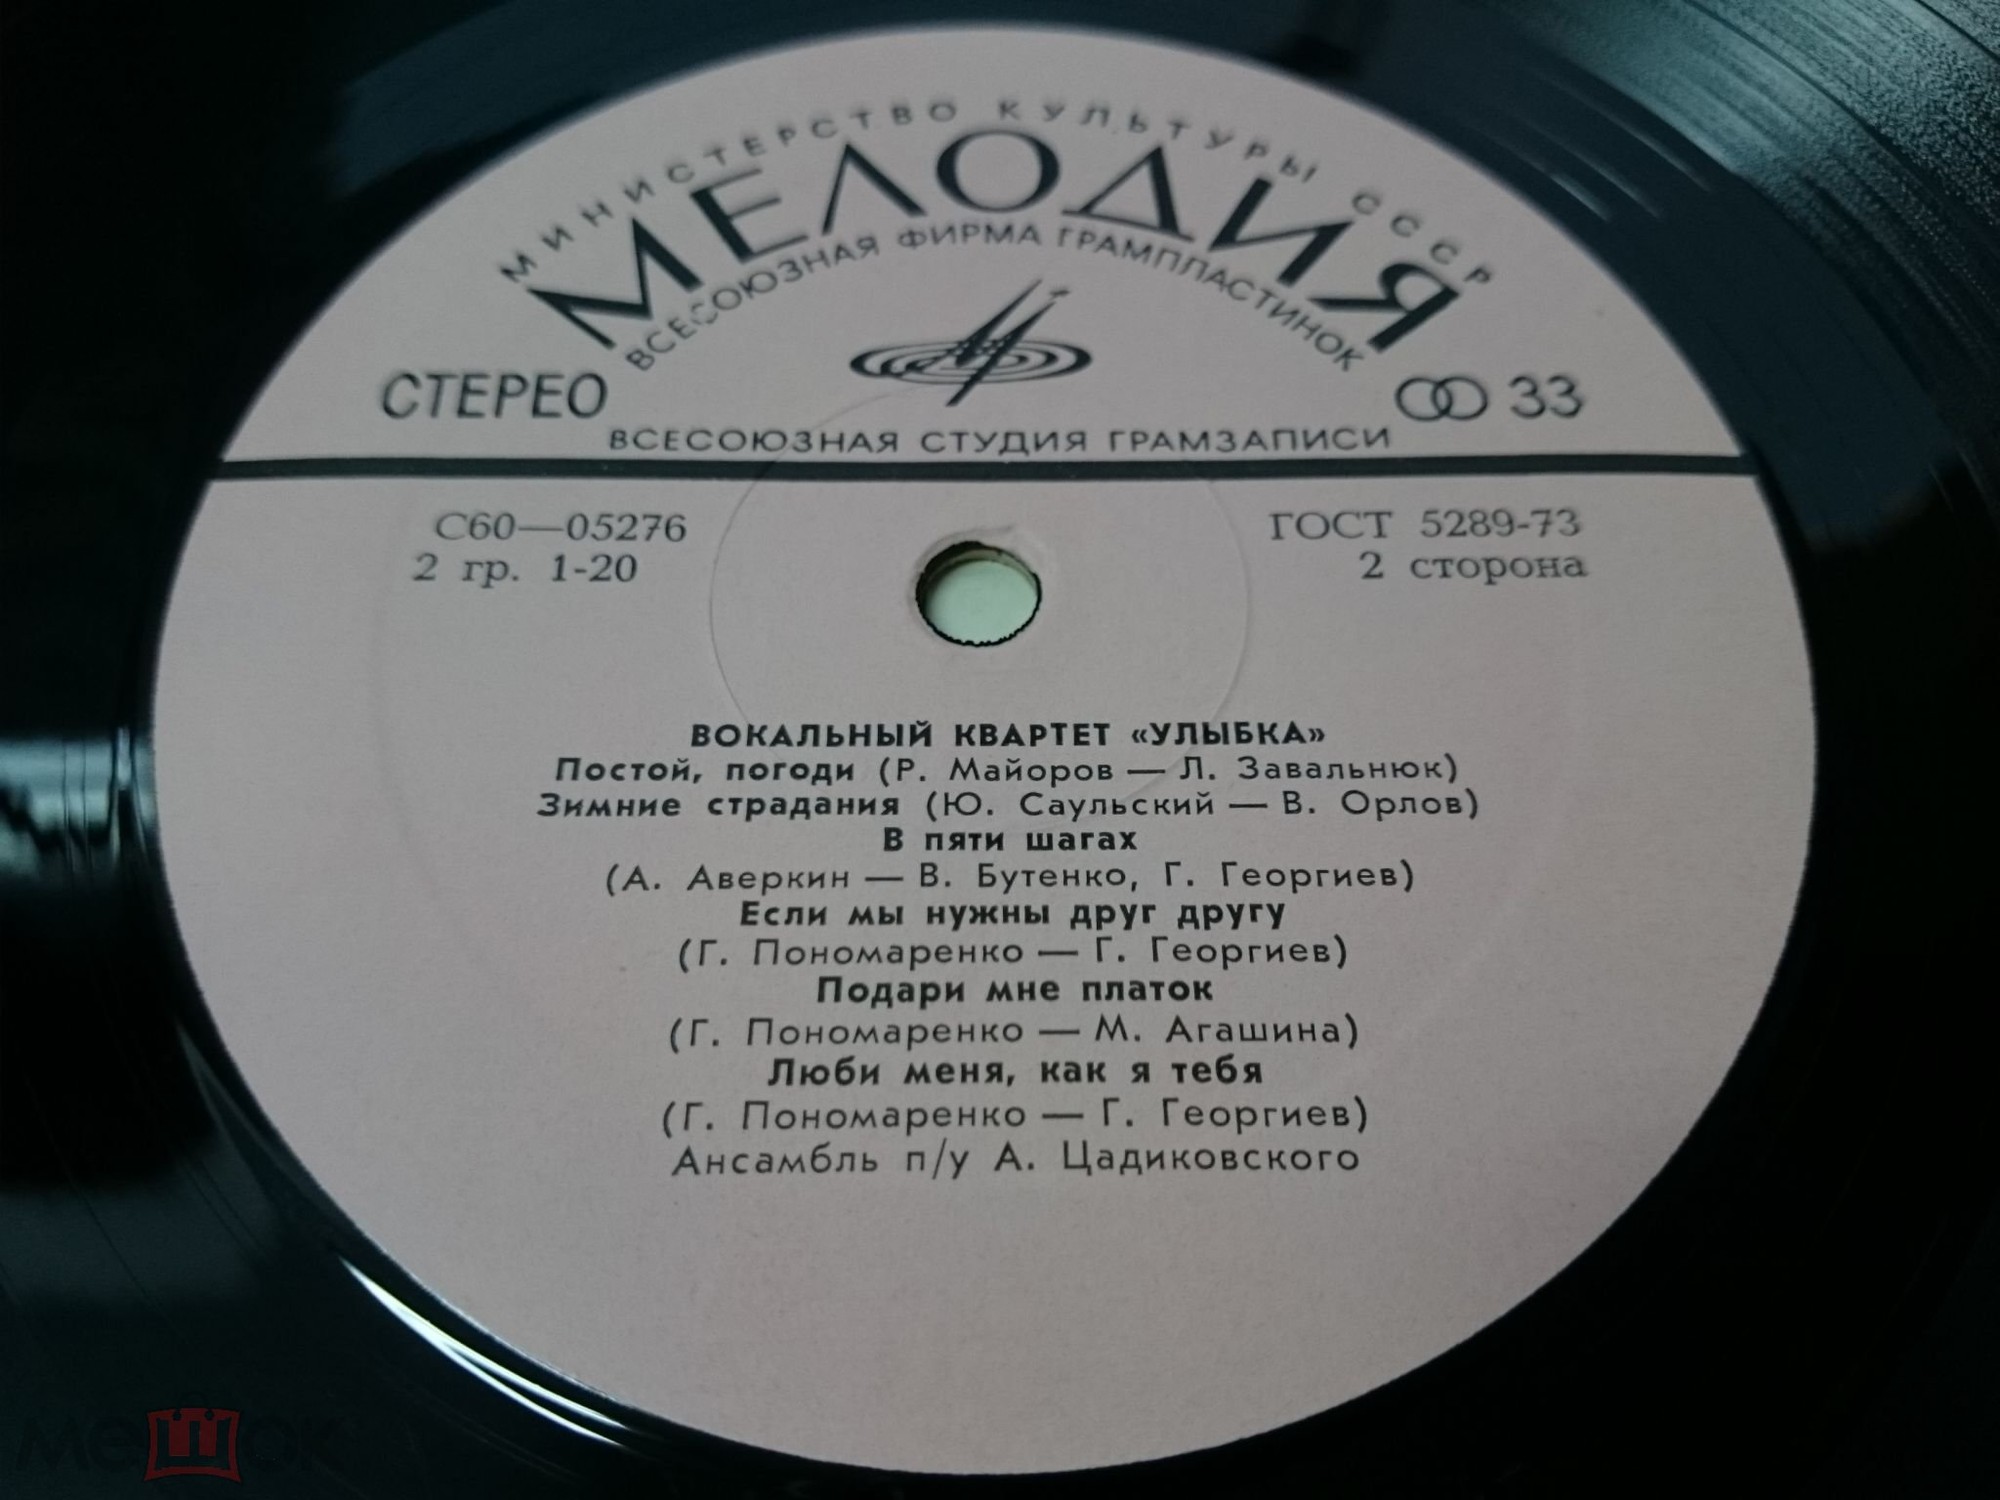 МИНИСТЕРСТВО КУЛЬТУРЫ СССР
МЕЛОДИЯ
ВСЕСОЮЗНАЯ ФИРМА ГРАМПЛАСТИНОК
СТЕРЕО
33
ВСЕСОЮЗНАЯ СТУДИЯ ГРАМЗАПИСИ
С60—05276
ГОСТ 5289-73
2 гр. 1-20
2 сторона
ВОКАЛЬНЫЙ КВАРТЕТ «УЛЫБКА»
Постой, погоди (Р. Майоров — Л. Завальнюк)
Зимние страдания (Ю. Саульский — В. Орлов)
В пяти шагах
(А. Аверкин — В. Бутенко, Г. Георгиев)
Если мы нужны друг другу
(Г. Пономаренко — Г. Георгиев)
Подари мне платок
(Г. Пономаренко — М. Агашина)
Люби меня, как я тебя
(Г. Пономаренко — Г. Георгиев)
Ансамбль п/у А. Цадиковского
мешок